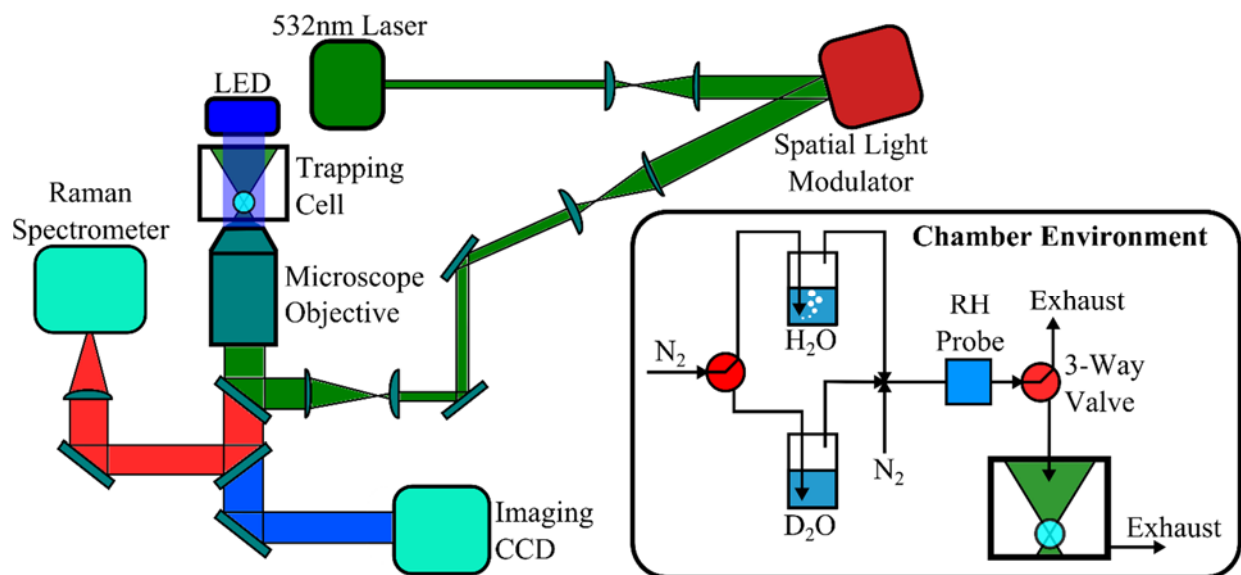 532nm Laser
LED
Trapping
Cell
Spatial Light
Modulator
Raman
Spectrometer
Microscope
Objective
Imaging
CCD
Chamber Environment
N₂
H₂O
D₂O
N₂
RH
Probe
Exhaust
3-Way
Valve
Exhaust